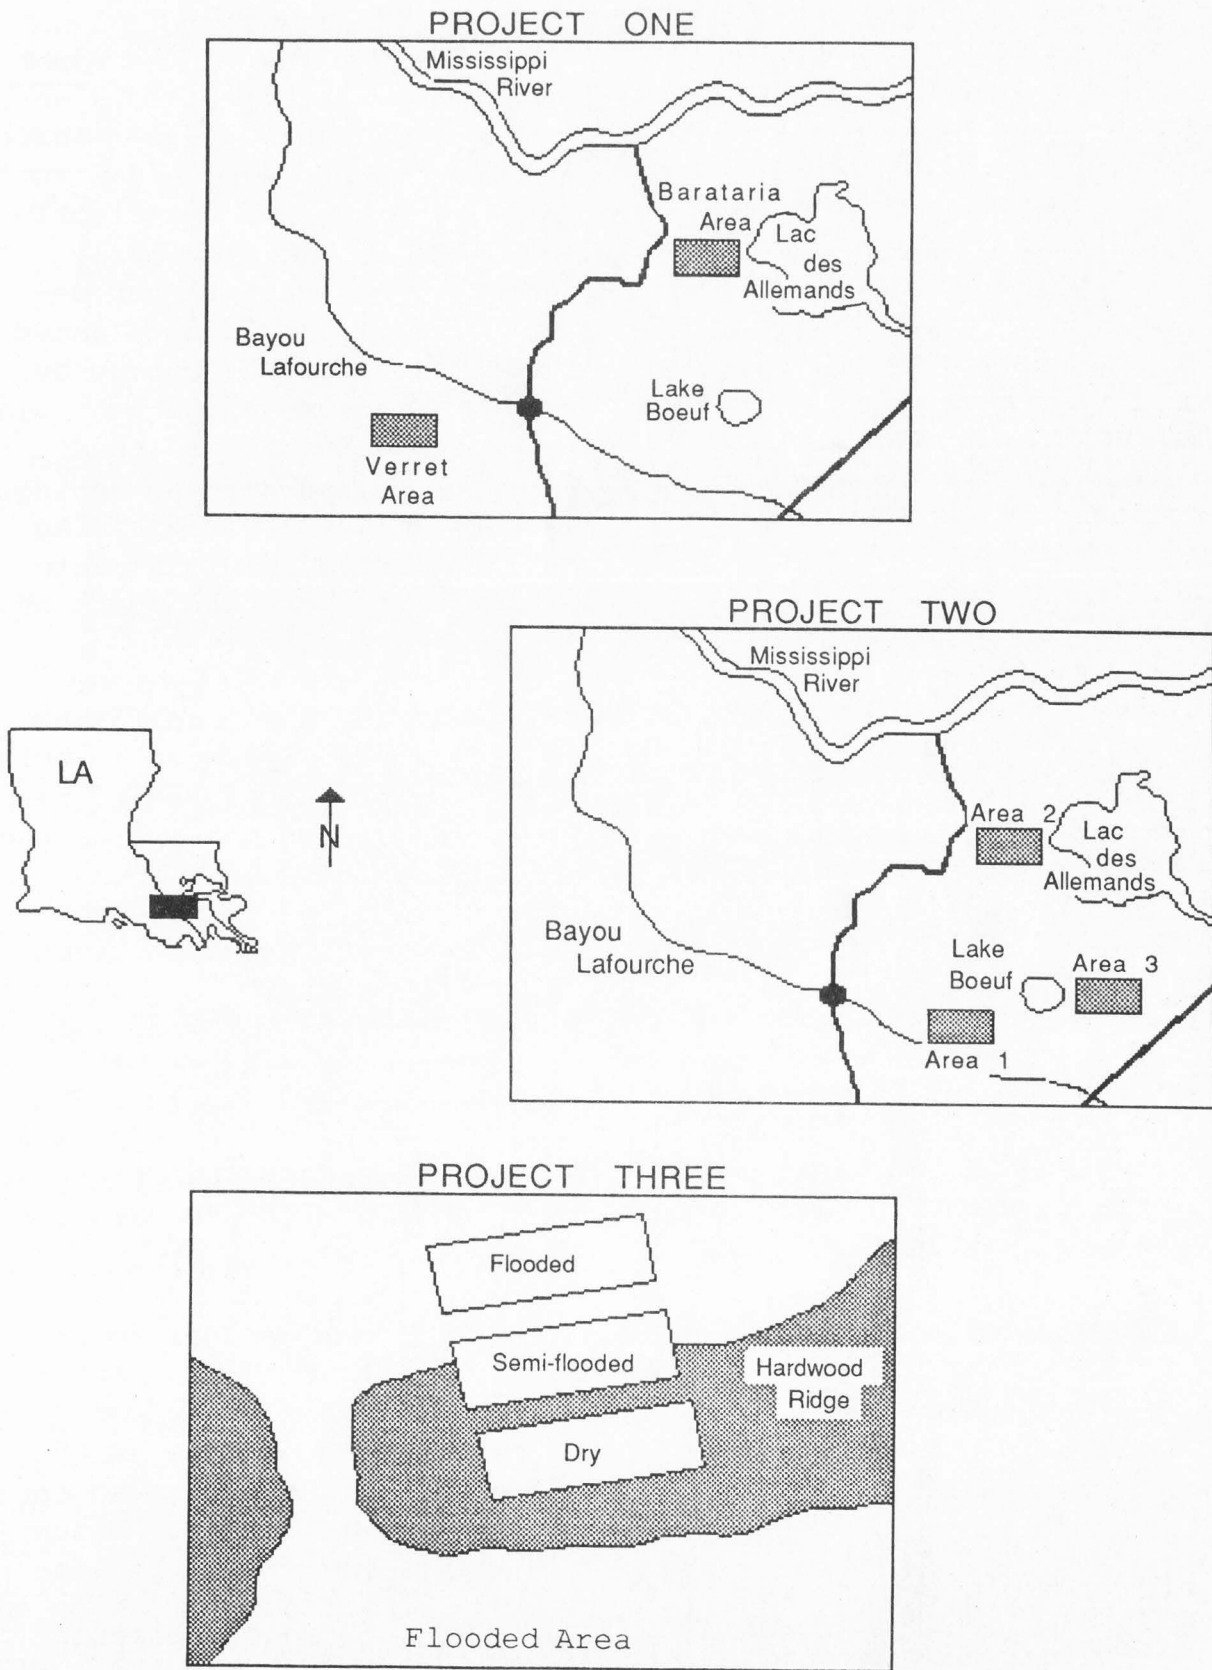 PROJECT ONE
Mississippi
River
Barataria
Area
Lac
des
Allemands
Bayou
Lafourche
Lake
Boeuf
Verret
Area
PROJECT TWO
Mississippi
River
LA
N
Area 2
Lac
des
Allemands
Bayou
Lafourche
Lake
Boeuf
Area 3
Area 1
PROJECT THREE
Flooded
Semi-flooded
Hardwood
Ridge
Dry
Flooded Area